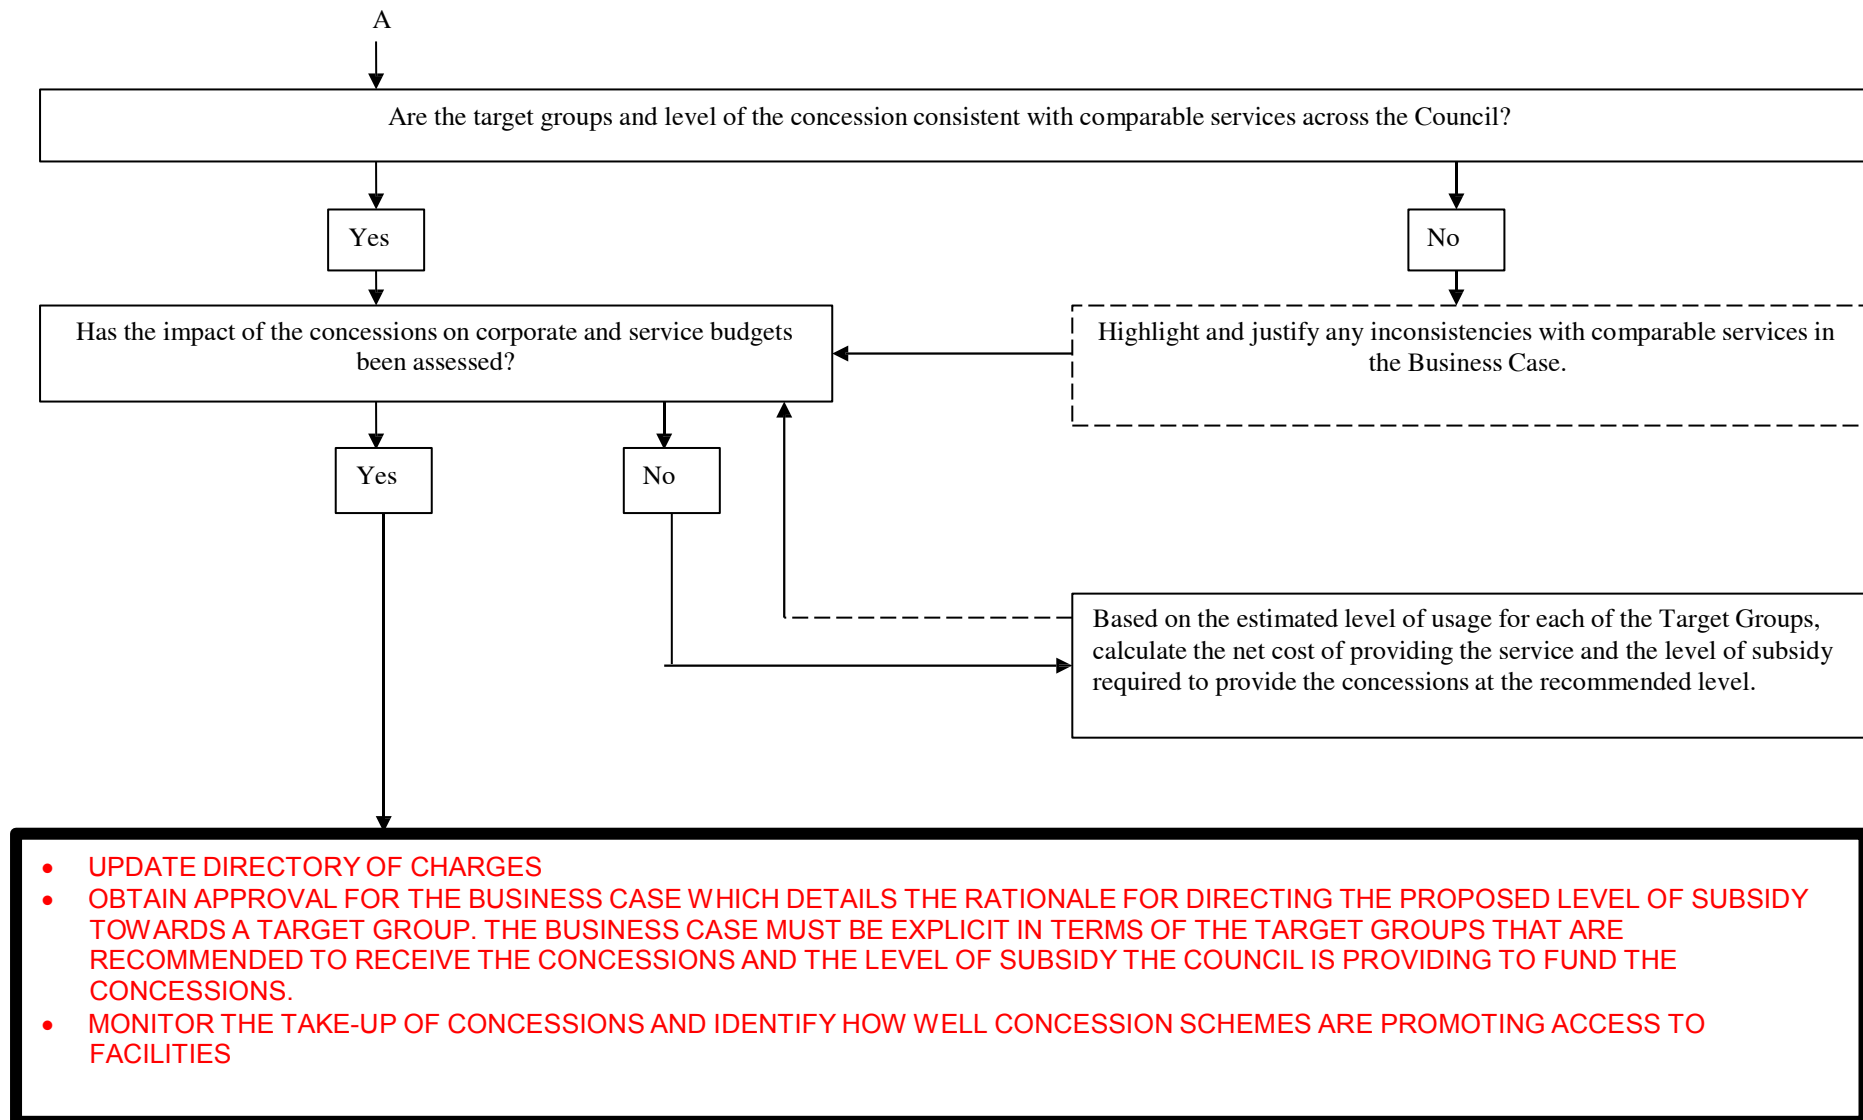 A
Are the target groups and level of the concession consistent with comparable services across the Council?
Yes
No
Has the impact of the concessions on corporate and service budgets
been assessed?
Highlight and justify any inconsistencies with comparable services in
the Business Case.
Yes
No
Based on the estimated level of usage for each of the Target Groups,
calculate the net cost of providing the service and the level of subsidy
required to provide the concessions at the recommended level.
• UPDATE DIRECTORY OF CHARGES
• OBTAIN APPROVAL FOR THE BUSINESS CASE WHICH DETAILS THE RATIONALE FOR DIRECTING THE PROPOSED LEVEL OF SUBSIDY
TOWARDS A TARGET GROUP. THE BUSINESS CASE MUST BE EXPLICIT IN TERMS OF THE TARGET GROUPS THAT ARE
RECOMMENDED TO RECEIVE THE CONCESSIONS AND THE LEVEL OF SUBSIDY THE COUNCIL IS PROVIDING TO FUND THE
CONCESSIONS.
• MONITOR THE TAKE-UP OF CONCESSIONS AND IDENTIFY HOW WELL CONCESSION SCHEMES ARE PROMOTING ACCESS TO
FACILITIES